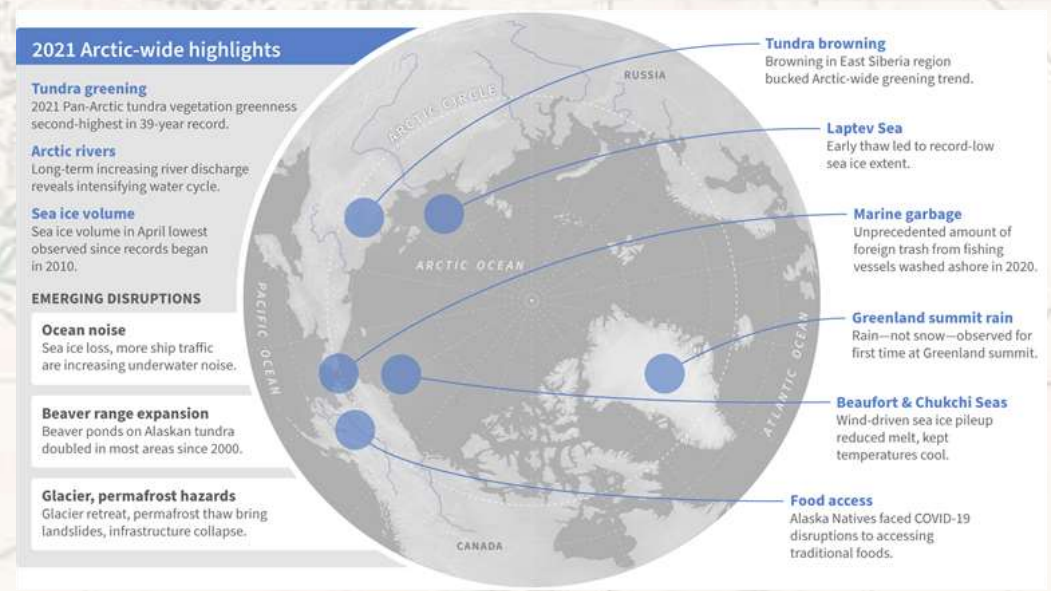 2021 Arctic-wide highlights
Tundra greening
2021 Pan-Arctic tundra vegetation greenness
second-highest in 39-year record.
Arctic rivers
Long-term increasing river discharge
reveals intensifying water cycle.
Sea ice volume
Sea ice volume in April lowest
observed since records began
in 2010.
EMERGING DISRUPTIONS
Ocean noise
Sea ice loss, more ship traffic
are increasing underwater noise.
Beaver range expansion
Beaver ponds on Alaskan tundra
doubled in most areas since 2000.
Glacier, permafrost hazards
Glacier retreat, permafrost thaw bring
landslides, infrastructure collapse.
RUSSIA
ARCTIC CIRCLE
ARCTIC OCEAN
PACIFIC OCEAN
ATLANTIC OCEAN
CANADA
Tundra browning
Browning in East Siberia region
bucked Arctic-wide greening trend.
Laptev Sea
Early thaw led to record-low
sea ice extent.
Marine garbage
Unprecedented amount of
foreign trash from fishing
vessels washed ashore in 2020.
Greenland summit rain
Rain—not snow—observed for
first time at Greenland summit.
Beaufort & Chukchi Seas
Wind-driven sea ice pileup
reduced melt, kept
temperatures cool.
Food access
Alaska Natives faced COVID-19
disruptions to accessing
traditional foods.